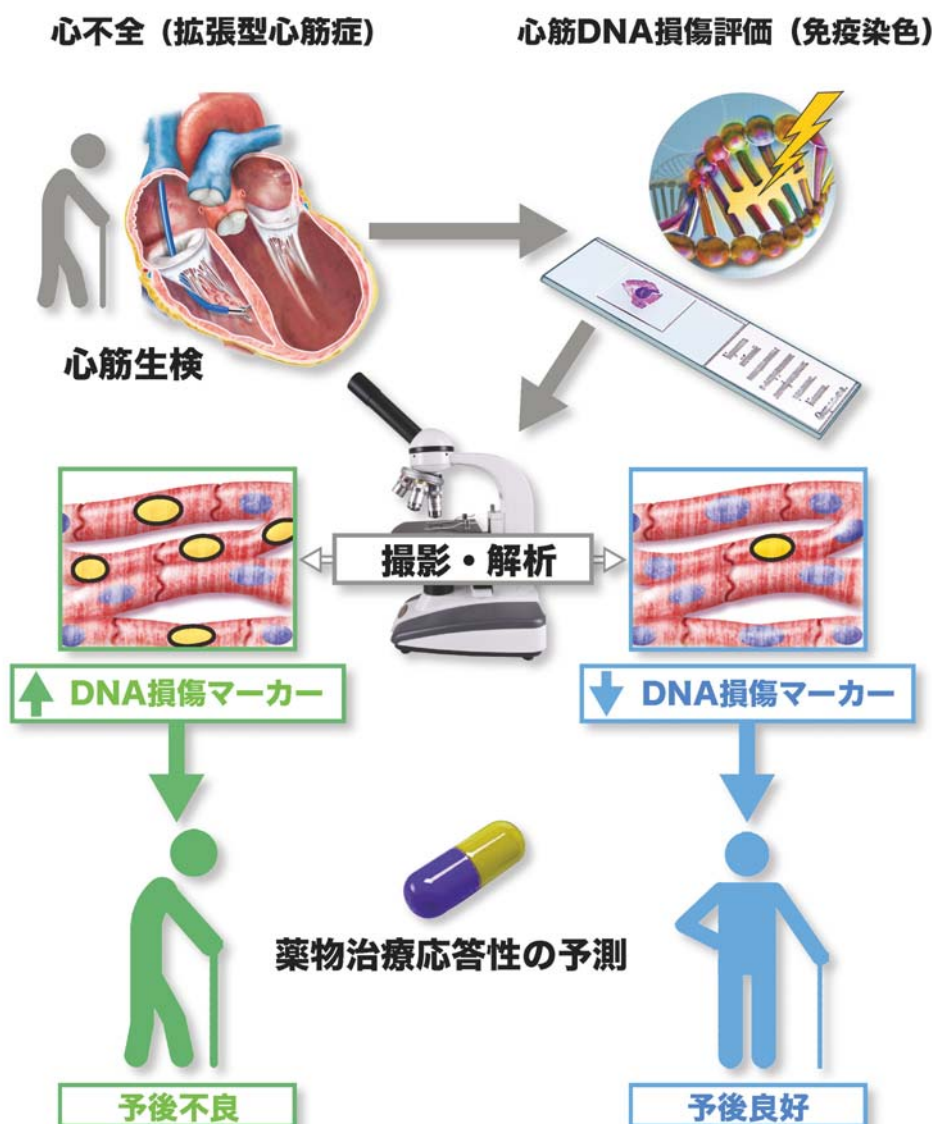 心不全（拡張型心筋症）
心筋DNA損傷評価（免疫染色）
心筋生検
撮影・解析
DNA損傷マーカー
DNA損傷マーカー
薬物治療応答性の予測
予後不良
予後良好